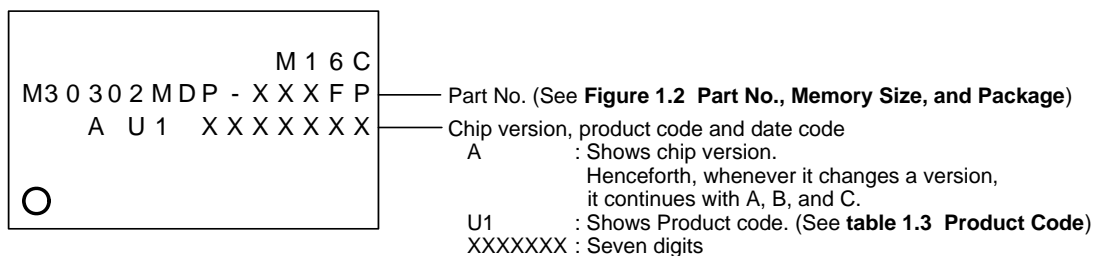 M16C
M30302MDP-XXXFP
A U1 XXXXXXX
Part No. (See Figure 1.2 Part No., Memory Size, and Package)
Chip version, product code and date code
A : Shows chip version.
Henceforth, whenever it changes a version,
it continues with A, B, and C.
U1 : Shows Product code. (See table 1.3 Product Code)
XXXXXXX : Seven digits